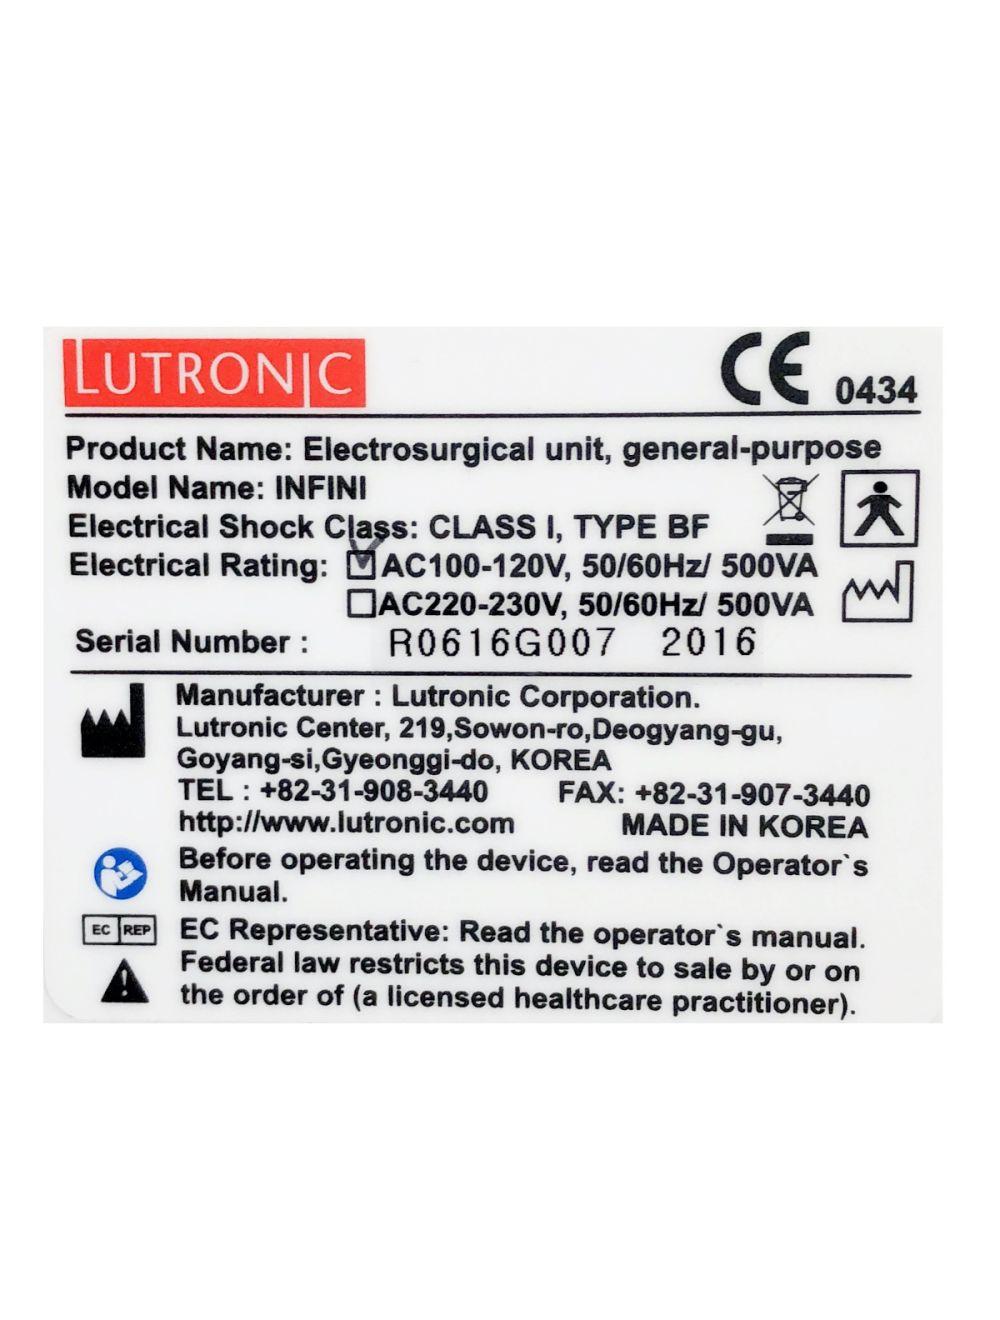 LUTRONIC
CE 0434
Product Name: Electrosurgical unit, general-purpose
Model Name: INFINI
Electrical Shock Class: CLASS I, TYPE BF
Electrical Rating: ☑AC100-120V, 50/60Hz/ 500VA
☐AC220-230V, 50/60Hz/ 500VA
Serial Number : R0616G007 2016
Manufacturer : Lutronic Corporation.
Lutronic Center, 219,Sowon-ro,Deogyang-gu,
Goyang-si,Gyeonggi-do, KOREA
TEL : +82-31-908-3440 FAX: +82-31-907-3440
http://www.lutronic.com MADE IN KOREA
Before operating the device, read the Operator`s
Manual.
EC REP EC Representative: Read the operator`s manual.
Federal law restricts this device to sale by or on
the order of (a licensed healthcare practitioner).